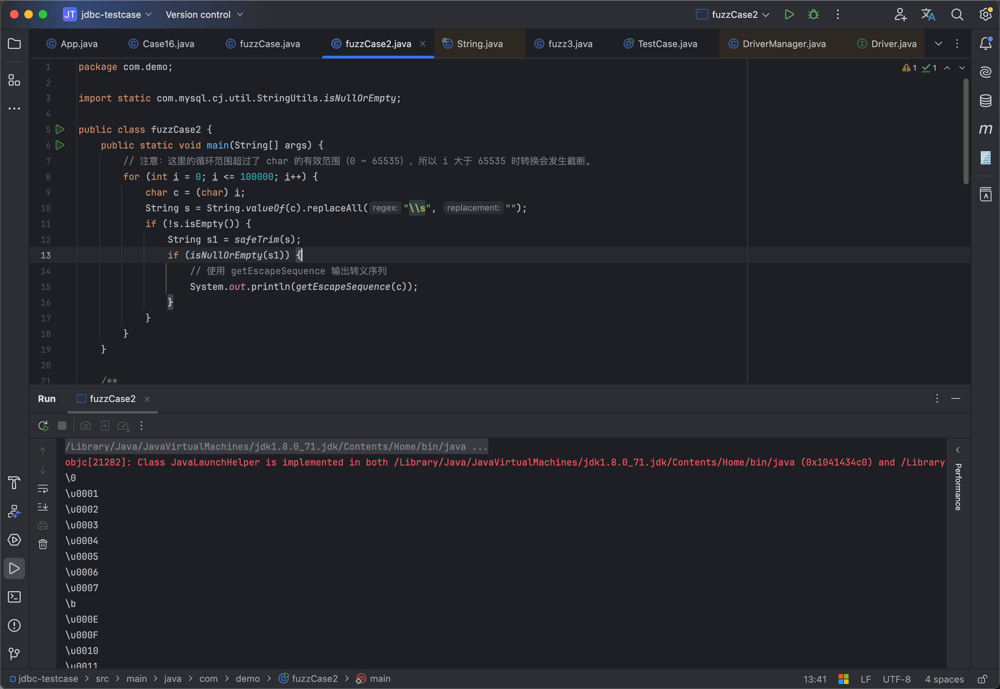 JT jdbc-testcase Version control fuzzCase2
App.java Case16.java fuzzCase.java fuzzCase2.java String.java fuzz3.java TestCase.java DriverManager.java Driver.java
1 package com.demo; 1 1
2
3 import static com.mysql.cj.util.StringUtils.isNullOrEmpty;
4
5 public class fuzzCase2 {
6 public static void main(String[] args) {
7 // 注意：这里的循环范围超过了 char 的有效范围（0 ~ 65535），所以 i 大于 65535 时转换会发生截断。
8 for (int i = 0; i <= 100000; i++) {
9 char c = (char) i;
10 String s = String.valueOf(c).replaceAll( regex: "\\s", replacement: "");
11 if (!s.isEmpty()) {
12 String s1 = safeTrim(s);
13 if (isNullOrEmpty(s1)) {
14 // 使用 getEscapeSequence 输出转义序列
15 System.out.println(getEscapeSequence(c));
16 }
17 }
18 }
19 }
20
21 /**
Run fuzzCase2
/Library/Java/JavaVirtualMachines/jdk1.8.0_71.jdk/Contents/Home/bin/java ...
objc[21282]: Class JavaLaunchHelper is implemented in both /Library/Java/JavaVirtualMachines/jdk1.8.0_71.jdk/Contents/Home/bin/java (0x1041434c0) and /Library
\0
\u0001
\u0002
\u0003
\u0004
\u0005
\u0006
\u0007
\b
\u000E
\u000F
\u0010
\u0011
Performance
jdbc-testcase > src > main > java > com > demo > fuzzCase2 > main 13:41 LF UTF-8 4 spaces